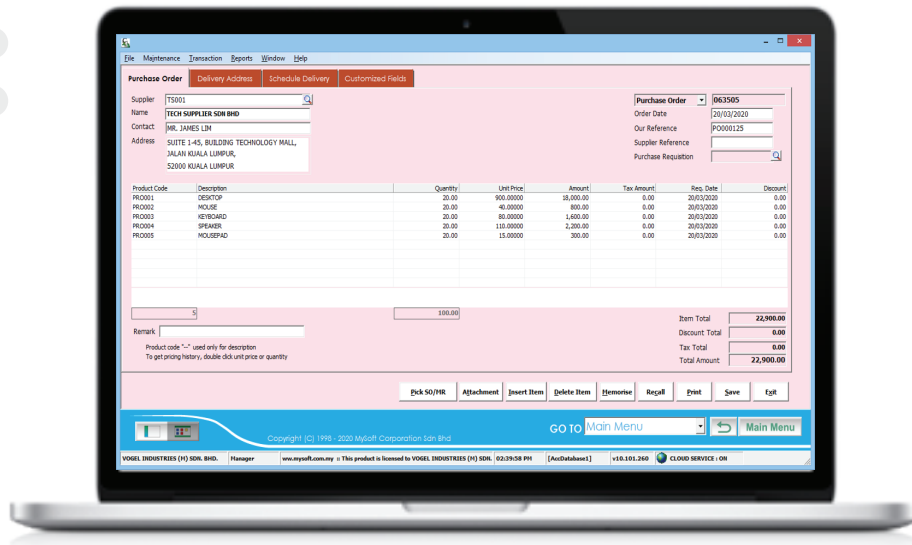 File Maintenance Transaction Reports Window Help
Purchase Order Delivery Address Schedule Delivery Customized Fields
Supplier TS001 Purchase Order 063505
Name TECH SUPPLIER SDN BHD Order Date 20/03/2020
Contact MR. JAMES LIM Our Reference PO000125
Address SUITE 1-45, BUILDING TECHNOLOGY MALL, Supplier Reference
JALAN KUALA LUMPUR, Purchase Requistion
52000 KUALA LUMPUR
Product Code Description Quantity Unit Price Amount Tax Amount Req. Date Discount
PRO001 DESKTOP 20.00 900.00000 18,000.00 0.00 20/03/2020 0.00
PRO002 MOUSE 20.00 40.00000 800.00 0.00 20/03/2020 0.00
PRO003 KEYBOARD 20.00 80.00000 1,600.00 0.00 20/03/2020 0.00
PRO004 SPEAKER 20.00 110.00000 2,200.00 0.00 20/03/2020 0.00
PRO005 MOUSEPAD 20.00 15.00000 300.00 0.00 20/03/2020 0.00
5 100.00
Item Total 22,900.00
Remark Discount Total 0.00
Product code "--" used only for description Tax Total 0.00
To get pricing history, double click unit price or quantity Total Amount 22,900.00
Pick SO/MR Attachment Insert Item Delete Item Memorise Recall Print Save Exit
GO TO Main Menu Main Menu
Copyright (C) 1998 - 2020 MySoft Corporation Sdn Bhd
VOGEL INDUSTRIES (M) SDN. BHD. Manager ww.mysoft.com.my :: This product is licensed to VOGEL INDUSTRIES (M) SDN. 02:39:58 PM [AccDatabase1] v10.101.260 CLOUD SERVICE : ON